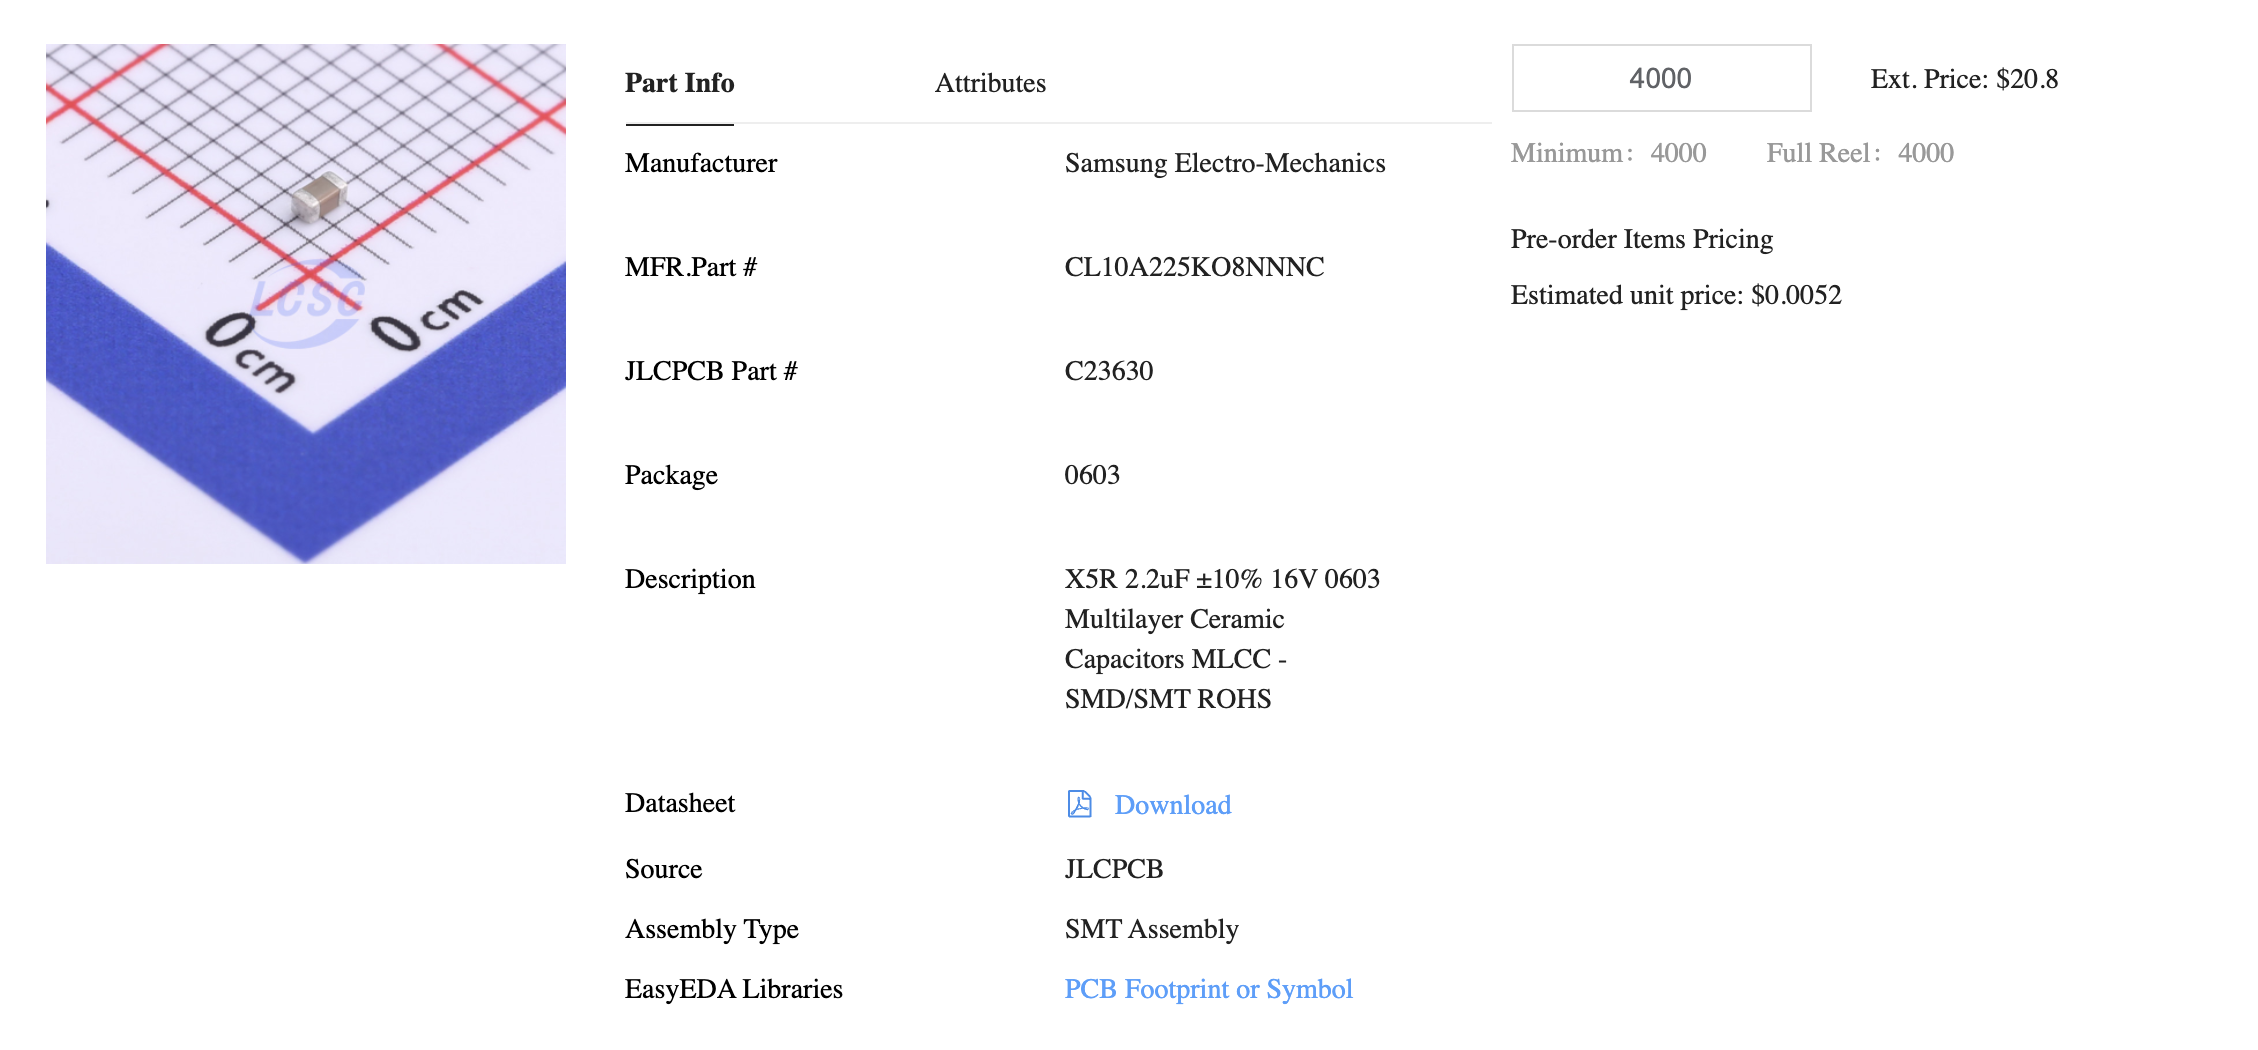 LCSC
0cm
0cm
Part Info
Attributes
Manufacturer
Samsung Electro-Mechanics
MFR.Part #
CL10A225KO8NNNC
JLCPCB Part #
C23630
Package
0603
Description
X5R 2.2uF ±10% 16V 0603
Multilayer Ceramic
Capacitors MLCC -
SMD/SMT ROHS
Datasheet
Download
Source
JLCPCB
Assembly Type
SMT Assembly
EasyEDA Libraries
PCB Footprint or Symbol
4000
Ext. Price: $20.8
Minimum: 4000
Full Reel: 4000
Pre-order Items Pricing
Estimated unit price: $0.0052